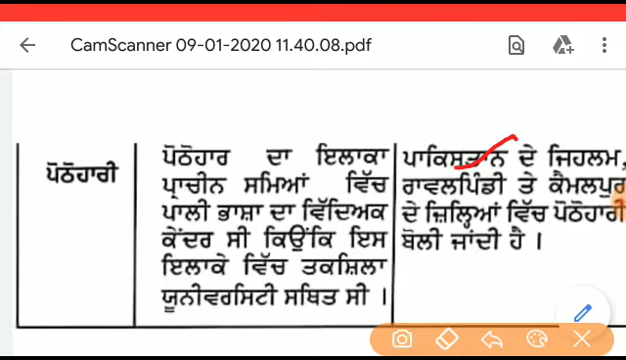 CamScanner 09-01-2020 11.40.08.pdf
ਪੋਠੋਹਾਰੀ
ਪੋਠੋਹਾਰ ਦਾ ਇਲਾਕਾ
ਪ੍ਰਾਚੀਨ ਸਮਿਆਂ ਵਿੱਚ
ਪਾਲੀ ਭਾਸ਼ਾ ਦਾ ਵਿੱਦਿਅਕ
ਕੇਂਦਰ ਸੀ ਕਿਉਂਕਿ ਇਸ
ਇਲਾਕੇ ਵਿੱਚ ਤਕਸ਼ਿਲਾ
ਯੂਨੀਵਰਸਿਟੀ ਸਥਿਤ ਸੀ ।
ਪਾਕਿਸਤਾਨ ਦੇ ਜਿਹਲਮ,
ਰਾਵਲਪਿੰਡੀ ਤੇ ਕੈਮਲਪੁਰ
ਦੇ ਜ਼ਿਲ੍ਹਿਆਂ ਵਿੱਚ ਪੋਠੋਹਾਰੀ
ਬੋਲੀ ਜਾਂਦੀ ਹੈ ।